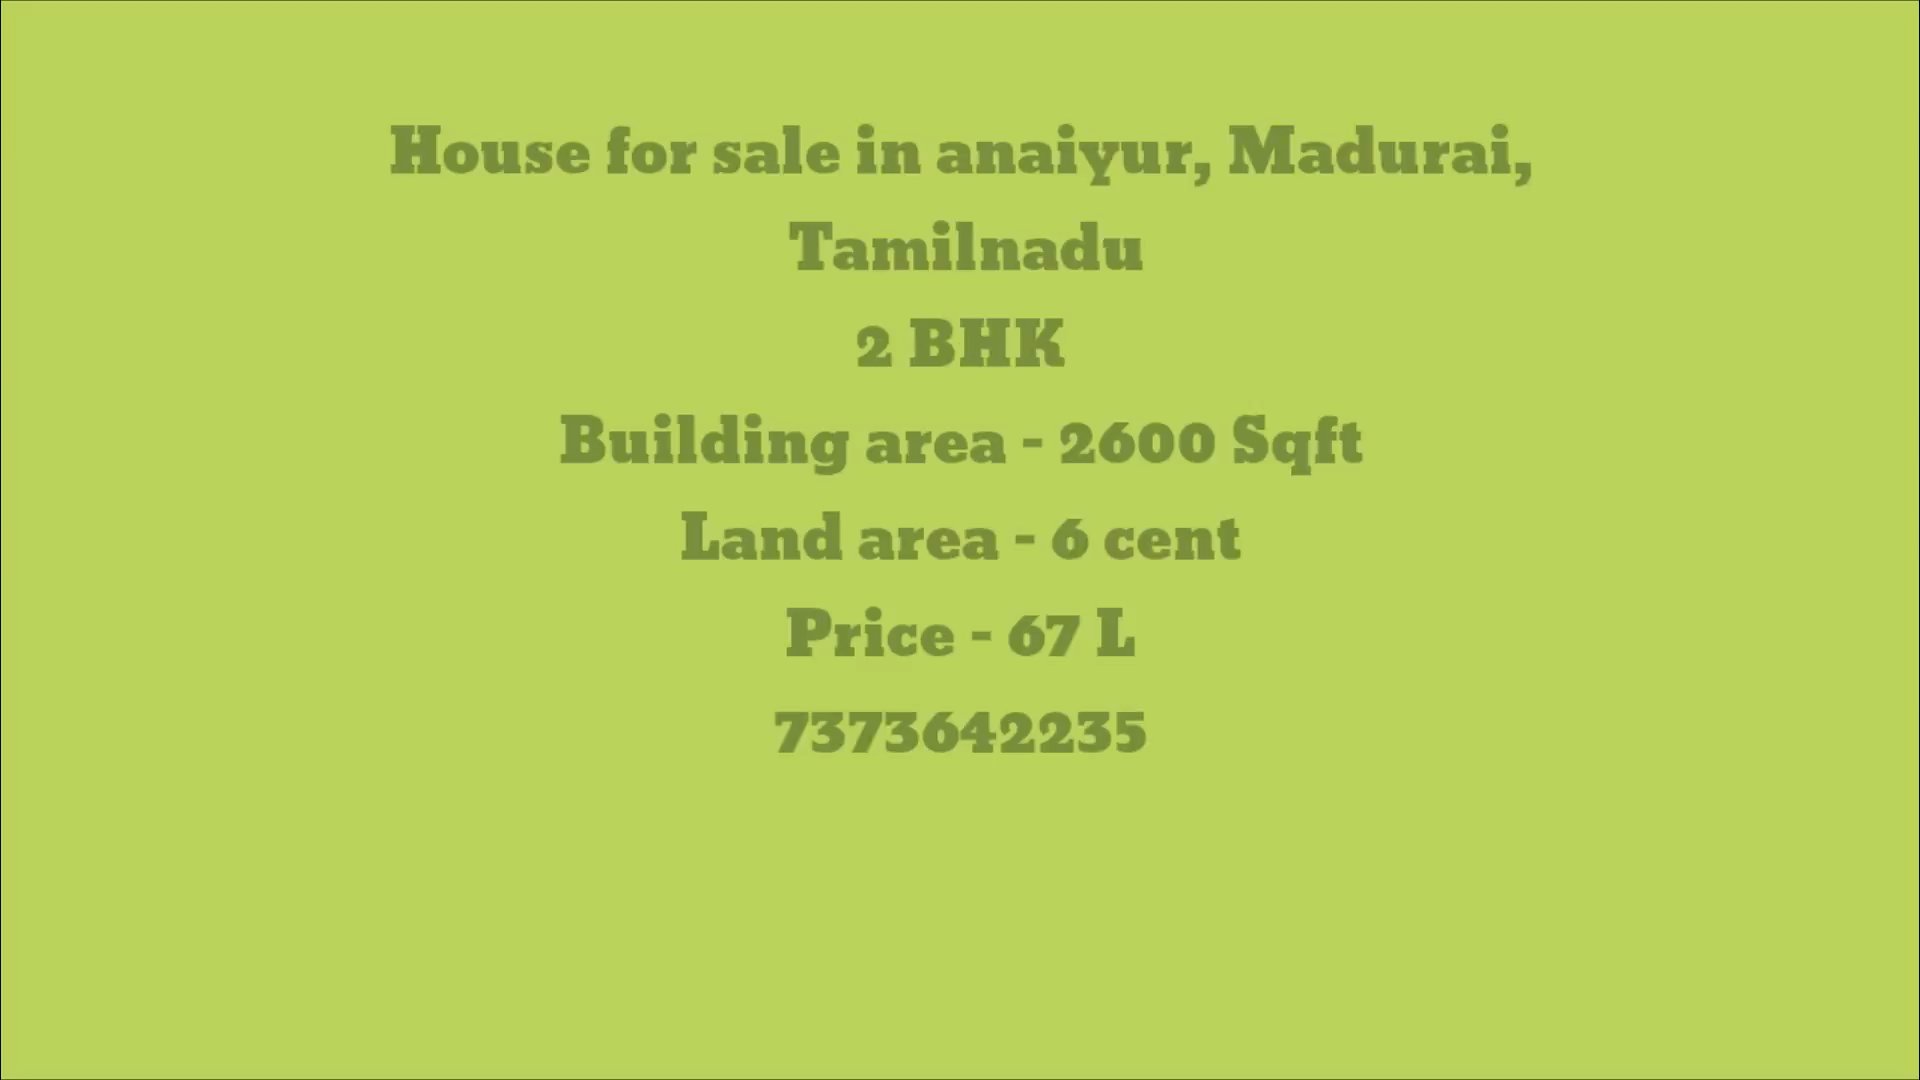 House for sale in anaiyur, Madurai,
Tamilnadu
2 BHK
Building area - 2600 Sqft
Land area - 6 cent
Price - 67 L
7373642235